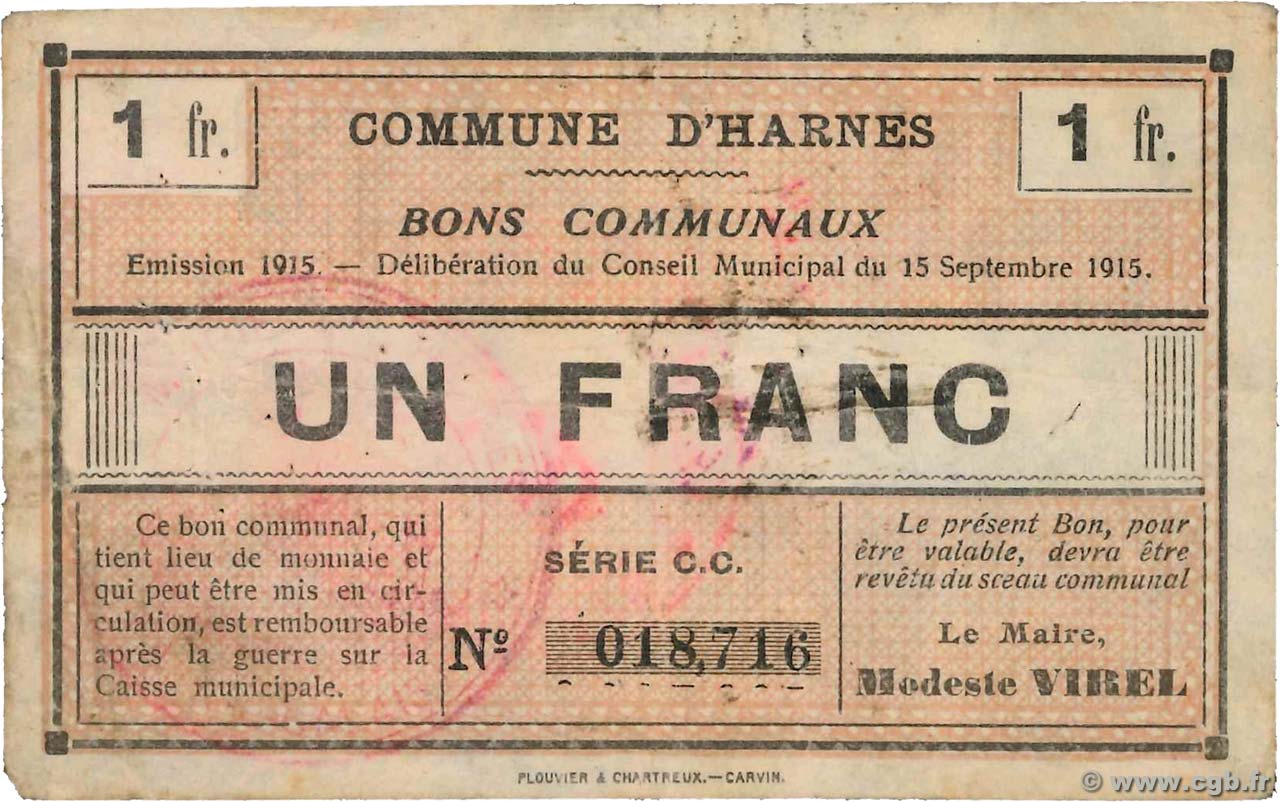 1 fr.
COMMUNE D'HARNES
1 fr.
BONS COMMUNAUX
Emission 1915. — Délibération du Conseil Municipal du 15 Septembre 1915.
UN FRANC
Ce bon communal, qui
tient lieu de monnaie et
qui peut être mis en cir-
culation, est remboursable
après la guerre sur la
Caisse municipale.
SÉRIE C.C.
Nº 018,716
Le présent Bon, pour
être valable, devra être
revêtu du sceau communal
Le Maire,
Modeste VIREL
PLOUVIER & CHARTREUX.—CARVIN.
© www.cgb.fr